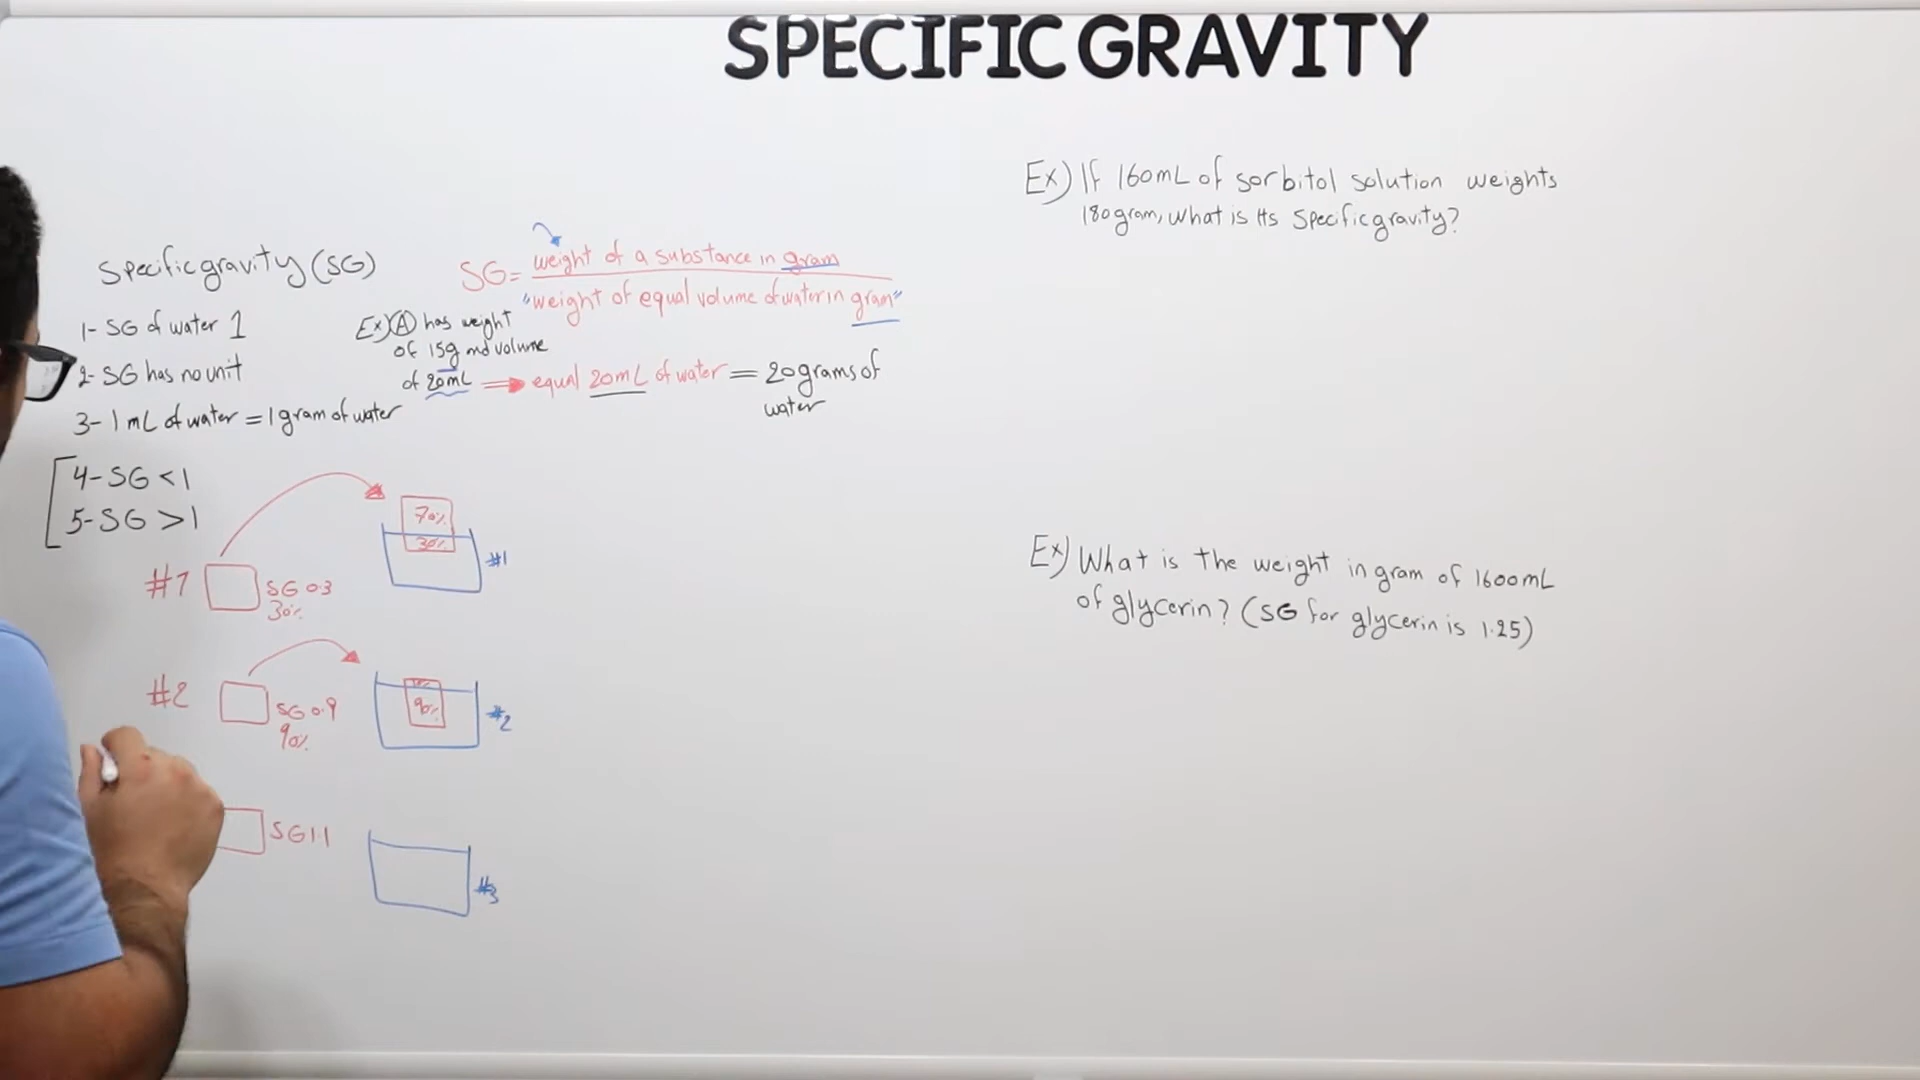 SPECIFIC GRAVITY
Specific gravity (SG)
SG = weight of a substance in gram
"weight of equal volume of water in gram"
1- SG of water 1
2- SG has no unit
3- 1 mL of water = 1 gram of water
Ex) A has weight
of 15g and volume
of 20mL ⇒ equal 20mL of water = 20 grams of
water
4- SG < 1
5- SG > 1
#1 SG 0.3
30%
70%
30%
#1
#2 SG 0.9
90%
90%
#2
SG 1.1
#3
Ex) If 160mL of sorbitol solution weights
180 gram, what is its specific gravity?
Ex) What is the weight in gram of 1600mL
of glycerin? (SG for glycerin is 1.25)